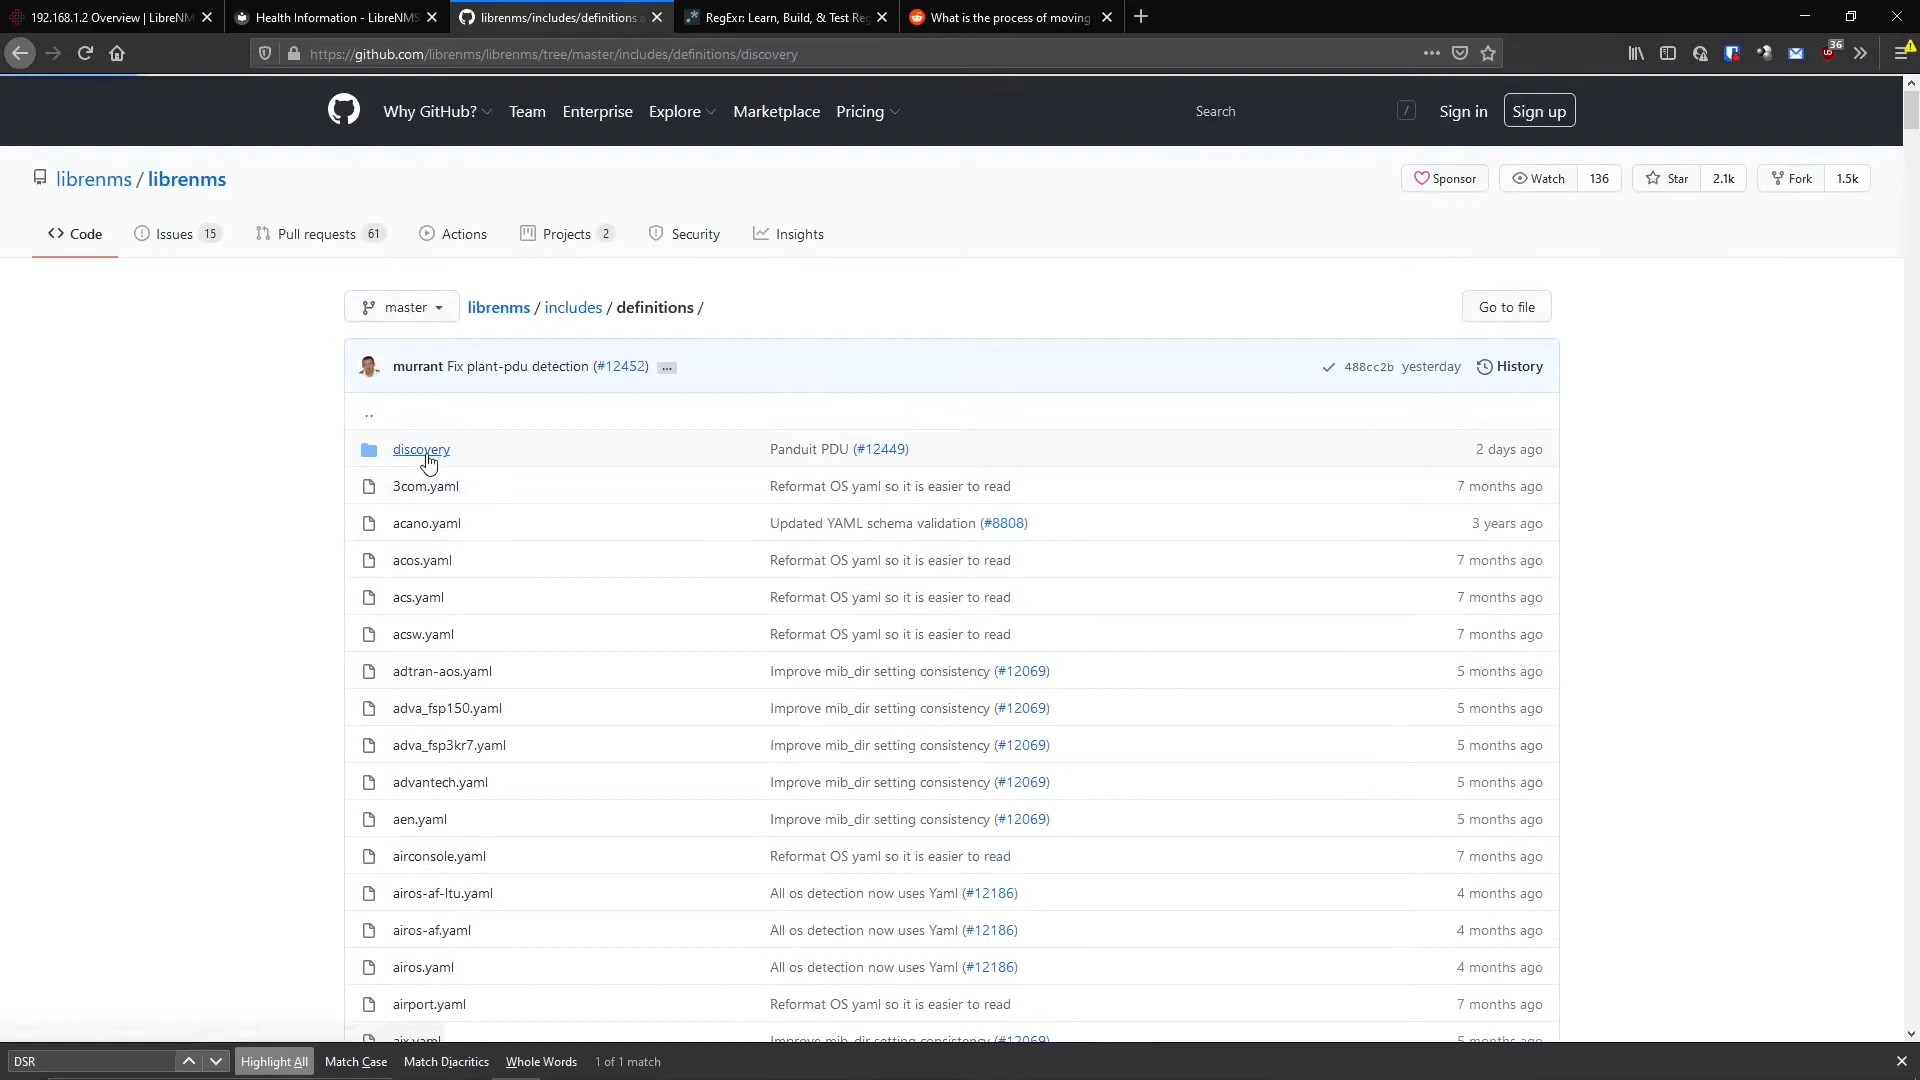 192.168.1.2 Overview | LibreNM
Health Information - LibreNMS
librenms/includes/definitions a
RegExr: Learn, Build, & Test Reg
What is the process of moving
https://github.com/librenms/librenms/tree/master/includes/definitions/discovery
36
Why GitHub? Team Enterprise Explore Marketplace Pricing Search / Sign in Sign up
librenms / librenms
Sponsor Watch 136 Star 2.1k Fork 1.5k
Code Issues 15 Pull requests 61 Actions Projects 2 Security Insights
master librenms / includes / definitions / Go to file
murrant Fix plant-pdu detection (#12452) ... 488cc2b yesterday History
..
discovery Panduit PDU (#12449) 2 days ago
3com.yaml Reformat OS yaml so it is easier to read 7 months ago
acano.yaml Updated YAML schema validation (#8808) 3 years ago
acos.yaml Reformat OS yaml so it is easier to read 7 months ago
acs.yaml Reformat OS yaml so it is easier to read 7 months ago
acsw.yaml Reformat OS yaml so it is easier to read 7 months ago
adtran-aos.yaml Improve mib_dir setting consistency (#12069) 5 months ago
adva_fsp150.yaml Improve mib_dir setting consistency (#12069) 5 months ago
adva_fsp3kr7.yaml Improve mib_dir setting consistency (#12069) 5 months ago
advantech.yaml Improve mib_dir setting consistency (#12069) 5 months ago
aen.yaml Improve mib_dir setting consistency (#12069) 5 months ago
airconsole.yaml Reformat OS yaml so it is easier to read 7 months ago
airos-af-ltu.yaml All os detection now uses Yaml (#12186) 4 months ago
airos-af.yaml All os detection now uses Yaml (#12186) 4 months ago
airos.yaml All os detection now uses Yaml (#12186) 4 months ago
airport.yaml Reformat OS yaml so it is easier to read 7 months ago
aix.yaml Improve mib_dir setting consistency (#12069) 5 months ago
DSR Highlight All Match Case Match Diacritics Whole Words 1 of 1 match